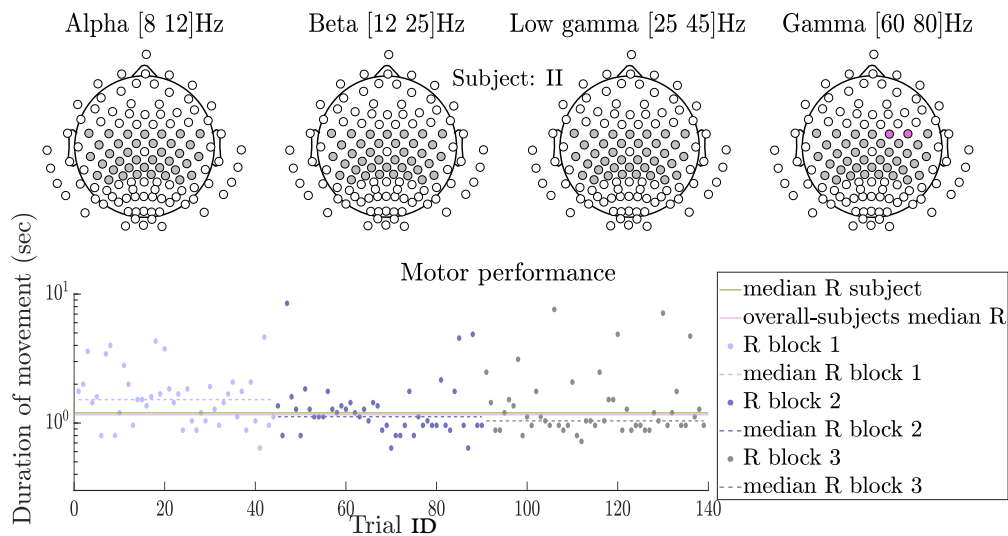 Alpha [8 12]Hz
Beta [12 25]Hz
Low gamma [25 45]Hz
Gamma [60 80]Hz
Subject: II
Motor performance
Duration of movement (sec)
10^1
10^0
0
20
40
60
80
100
120
140
Trial ID
median R subject
overall-subjects median R
R block 1
median R block 1
R block 2
median R block 2
R block 3
median R block 3